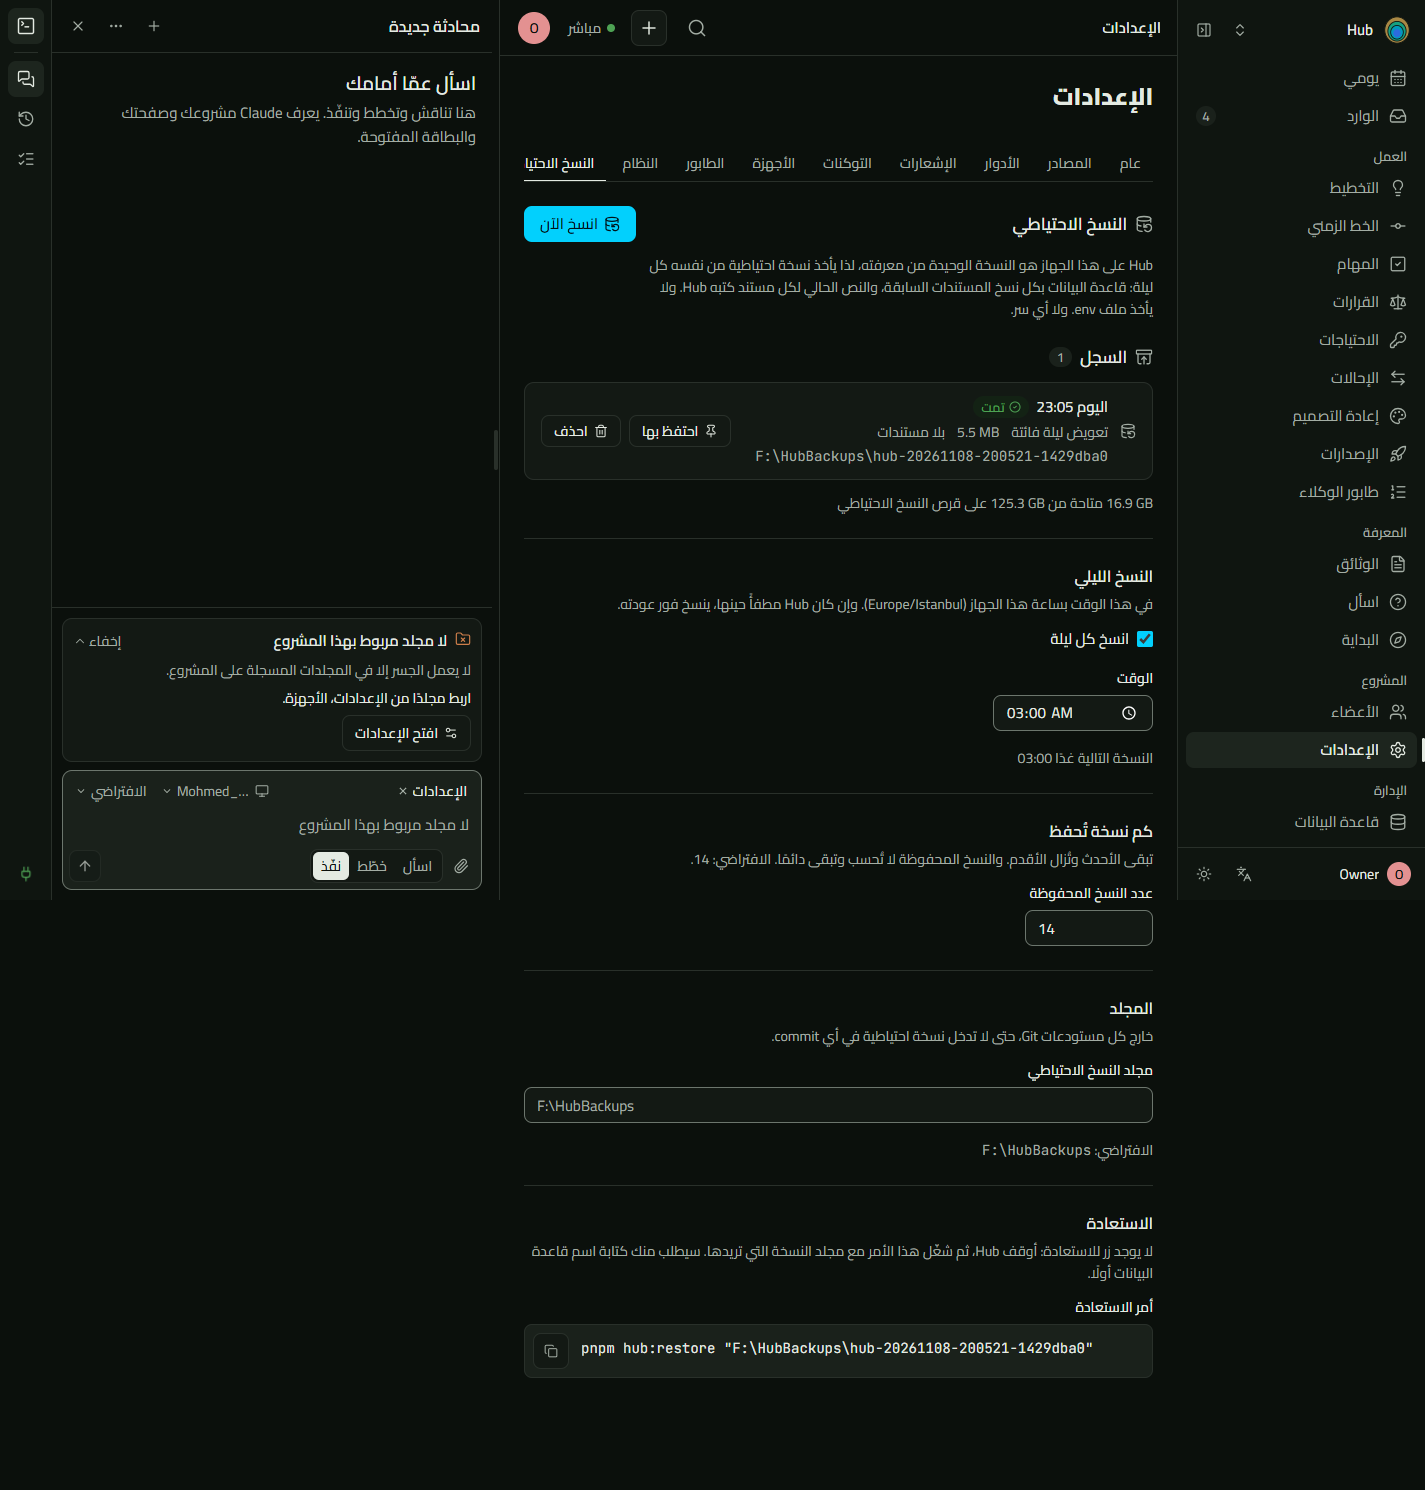 Hub
يومي
الوارد
4
العمل
التخطيط
الخط الزمني
المهام
القرارات
الاحتياجات
الإحالات
إعادة التصميم
الإصدارات
طابور الوكلاء
المعرفة
الوثائق
اسأل
البداية
المشروع
الأعضاء
الإعدادات
الإدارة
قاعدة البيانات
O Owner
الإعدادات
مباشر
O
الإعدادات
عام المصادر الأدوار الإشعارات التوكنات الأجهزة الطابور النظام النسخ الاحتيا
النسخ الاحتياطي
انسخ الآن
Hub على هذا الجهاز هو النسخة الوحيدة من معرفته، لذا يأخذ نسخة احتياطية من نفسه كل
ليلة: قاعدة البيانات بكل نسخ المستندات السابقة، والنص الحالي لكل مستند كتبه Hub. ولا
يأخذ ملف env. ولا أي سر.
السجل 1
اليوم 23:05 تمت
تعويض ليلة فائتة 5.5 MB بلا مستندات
F:\HubBackups\hub-20261108-200521-1429dba0
احتفظ بها
احذف
16.9 GB متاحة من 125.3 GB على قرص النسخ الاحتياطي
النسخ الليلي
في هذا الوقت بساعة هذا الجهاز (Europe/Istanbul). وإن كان Hub مطفأً حينها، ينسخ فور عودته.
انسخ كل ليلة
الوقت
03:00 AM
النسخة التالية غدًا 03:00
كم نسخة تُحفظ
تبقى الأحدث وتُزال الأقدم. والنسخ المحفوظة لا تُحسب وتبقى دائمًا. الافتراضي: 14.
عدد النسخ المحفوظة
14
المجلد
خارج كل مستودعات Git، حتى لا تدخل نسخة احتياطية في أي commit.
مجلد النسخ الاحتياطي
F:\HubBackups
الافتراضي: F:\HubBackups
الاستعادة
لا يوجد زر للاستعادة: أوقف Hub، ثم شغّل هذا الأمر مع مجلد النسخة التي تريدها. سيطلب منك كتابة اسم قاعدة
البيانات أولًا.
أمر الاستعادة
pnpm hub:restore "F:\HubBackups\hub-20261108-200521-1429dba0"
محادثة جديدة
اسأل عمّا أمامك
هنا تناقش وتخطط وتنفّذ. يعرف Claude مشروعك وصفحتك
والبطاقة المفتوحة.
لا مجلد مربوط بهذا المشروع
إخفاء
لا يعمل الجسر إلا في المجلدات المسجلة على المشروع.
اربط مجلدًا من الإعدادات، الأجهزة.
افتح الإعدادات
الإعدادات
Mohmed_...
الافتراضي
لا مجلد مربوط بهذا المشروع
اسأل خطّط نفّذ